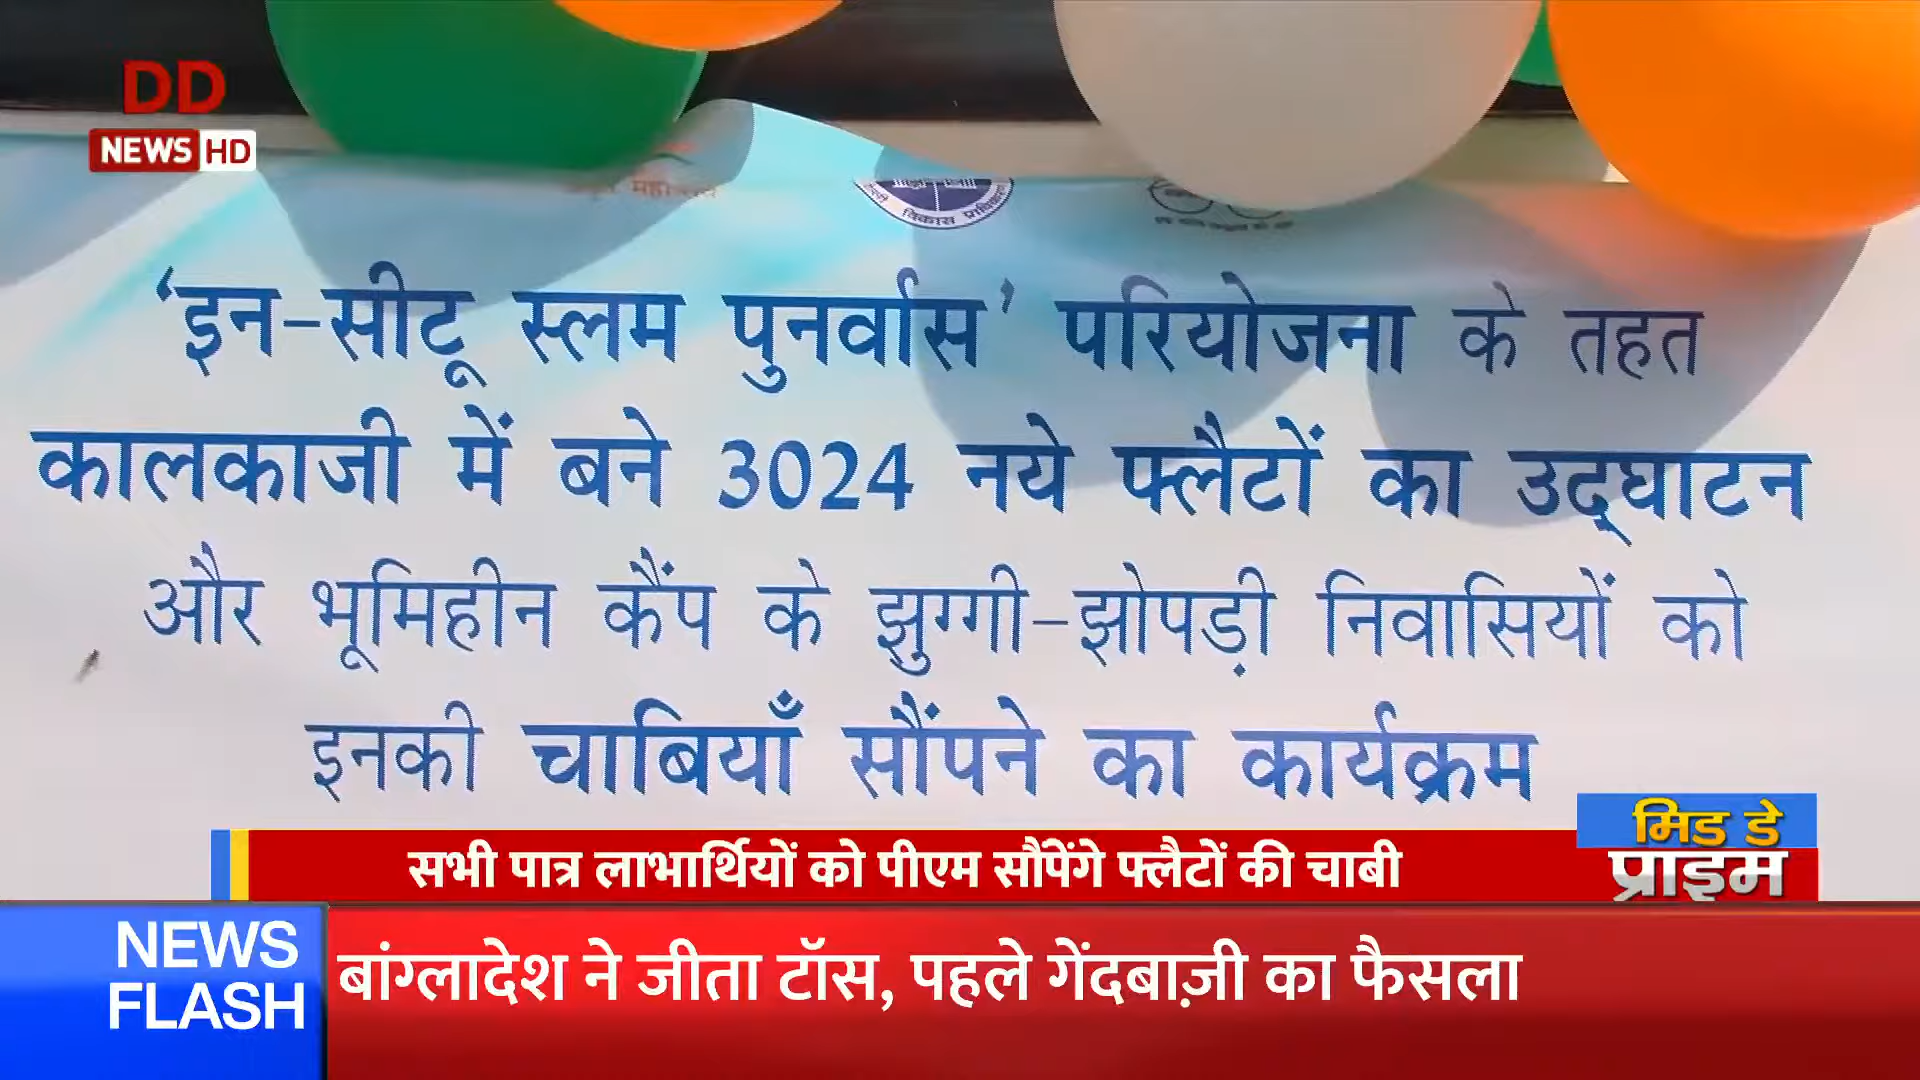 DD
NEWS HD
विकास प्राधिकरण
‘इन-सीटू स्लम पुनर्वास’ परियोजना के तहत
कालकाजी में बने 3024 नये फ्लैटों का उद्घाटन
और भूमिहीन कैंप के झुग्गी-झोपड़ी निवासियों को
इनकी चाबियाँ सौंपने का कार्यक्रम
मिड डे
प्राइम
सभी पात्र लाभार्थियों को पीएम सौंपेंगे फ्लैटों की चाबी
NEWS
FLASH
बांग्लादेश ने जीता टॉस, पहले गेंदबाज़ी का फैसला